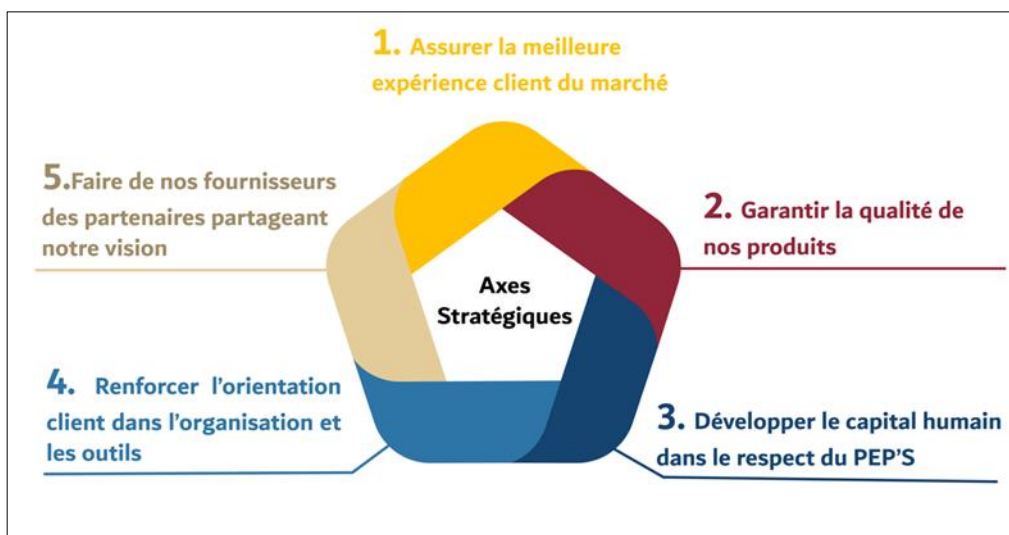 1. Assurer la meilleure
expérience client du marché
5.Faire de nos fournisseurs
des partenaires partageant
notre vision
2. Garantir la qualité de
nos produits
Axes
Stratégiques
4. Renforcer l'orientation
client dans l'organisation et
les outils
3. Développer le capital humain
dans le respect du PEP'S